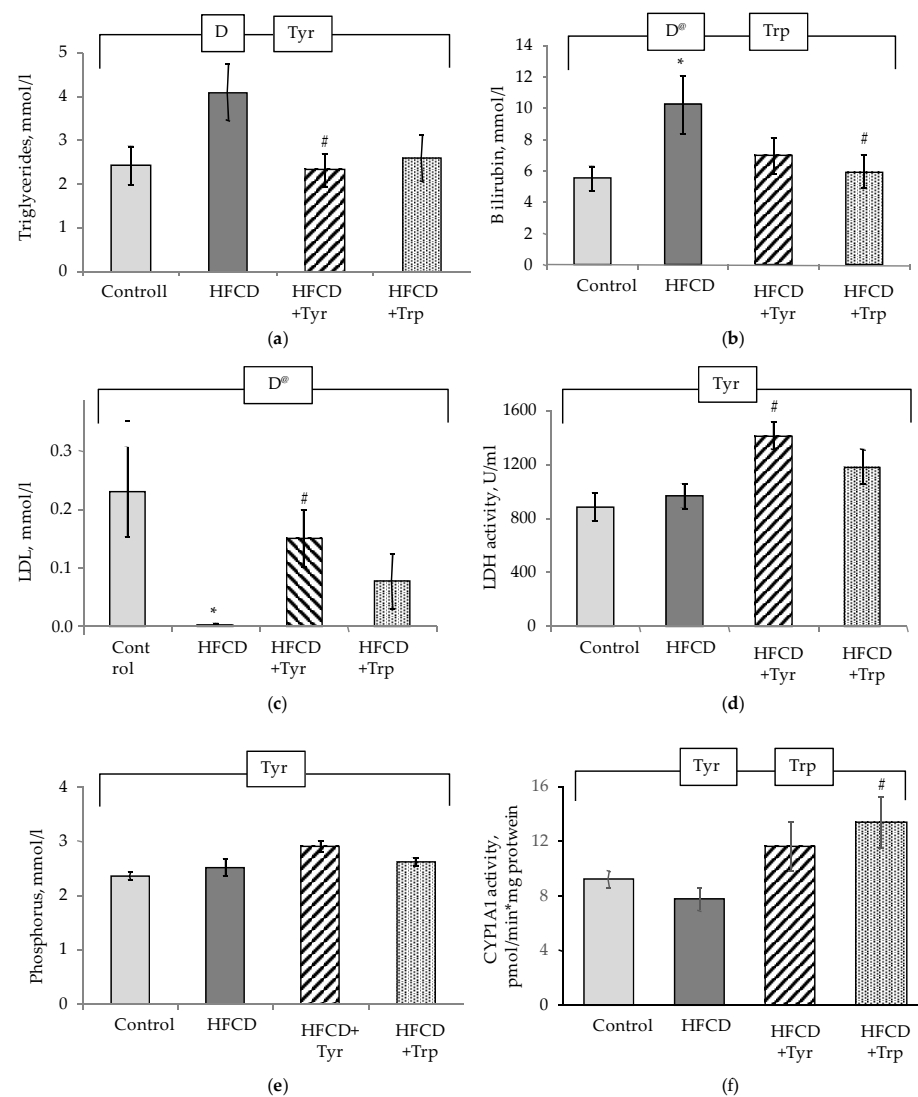 D Tyr
5
4
3
2
1
0
Triglycerides, mmol/l
#
Controll HFCD HFCD HFCD
+Tyr +Trp
(a)
D@ Trp
14
12
10
8
6
4
2
0
Bilirubin, mmol/l
*
#
Control HFCD HFCD HFCD
+Tyr +Trp
(b)
D@
0.3
0.2
0.1
0.0
LDL, mmol/l
*
#
Cont HFCD HFCD HFCD
rol +Tyr +Trp
(c)
Tyr
1600
1200
800
400
0
LDH activity, U/ml
#
Control HFCD HFCD HFCD
+Tyr +Trp
(d)
Tyr
4
3
2
1
0
Phosphorus, mmol/l
Control HFCD HFCD+ HFCD
Tyr +Trp
(e)
Tyr Trp
16
12
8
4
0
CYP1A1 activity,
pmol/min*mg protwein
#
Control HFCD HFCD HFCD
+Tyr +Trp
(f)